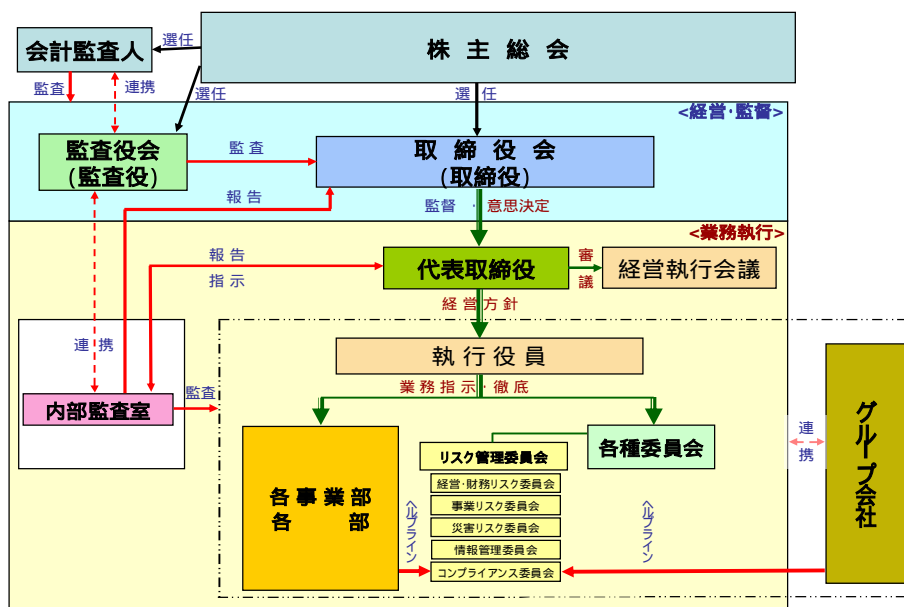 株主総会
会計監査人
選任
監査
連携
選任
選任
<経営・監督>
監査役会
(監査役)
監査
取締役会
(取締役)
報告
監督・意思決定
<業務執行>
報告
指示
代表取締役
審議
経営執行会議
経営方針
連携
執行役員
業務指示・徹底
内部監査室
監査
各事業部
各部
リスク管理委員会
各種委員会
経営・財務リスク委員会
事業リスク委員会
災害リスク委員会
情報管理委員会
コンプライアンス委員会
ヘルプライン
ヘルプライン
連携
グループ会社